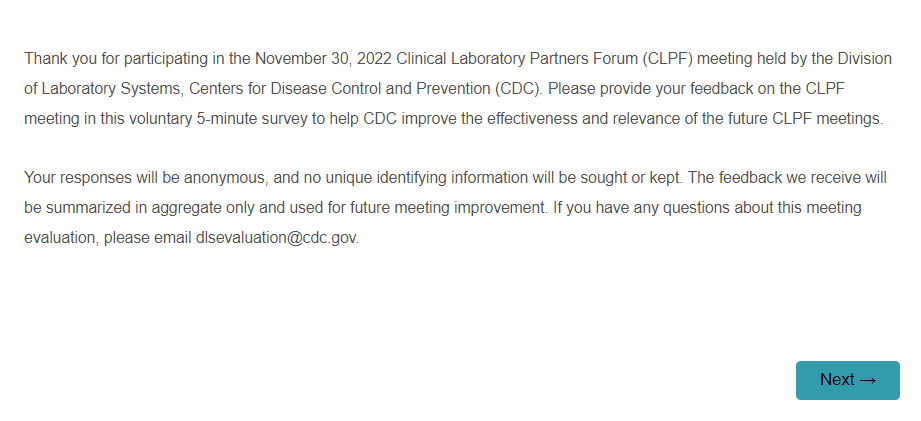 Thank you for participating in the November 30, 2022 Clinical Laboratory Partners Forum (CLPF) meeting held by the Division
of Laboratory Systems, Centers for Disease Control and Prevention (CDC). Please provide your feedback on the CLPF
meeting in this voluntary 5-minute survey to help CDC improve the effectiveness and relevance of the future CLPF meetings.
Your responses will be anonymous, and no unique identifying information will be sought or kept. The feedback we receive will
be summarized in aggregate only and used for future meeting improvement. If you have any questions about this meeting
evaluation, please email dlsevaluation@cdc.gov.
Next →